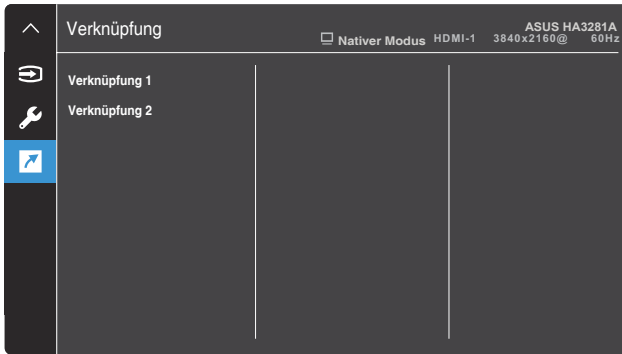 Verknüpfung
Nativer Modus HDMI-1
ASUS HA3281A
3840x2160@ 60Hz
Verknüpfung 1
Verknüpfung 2